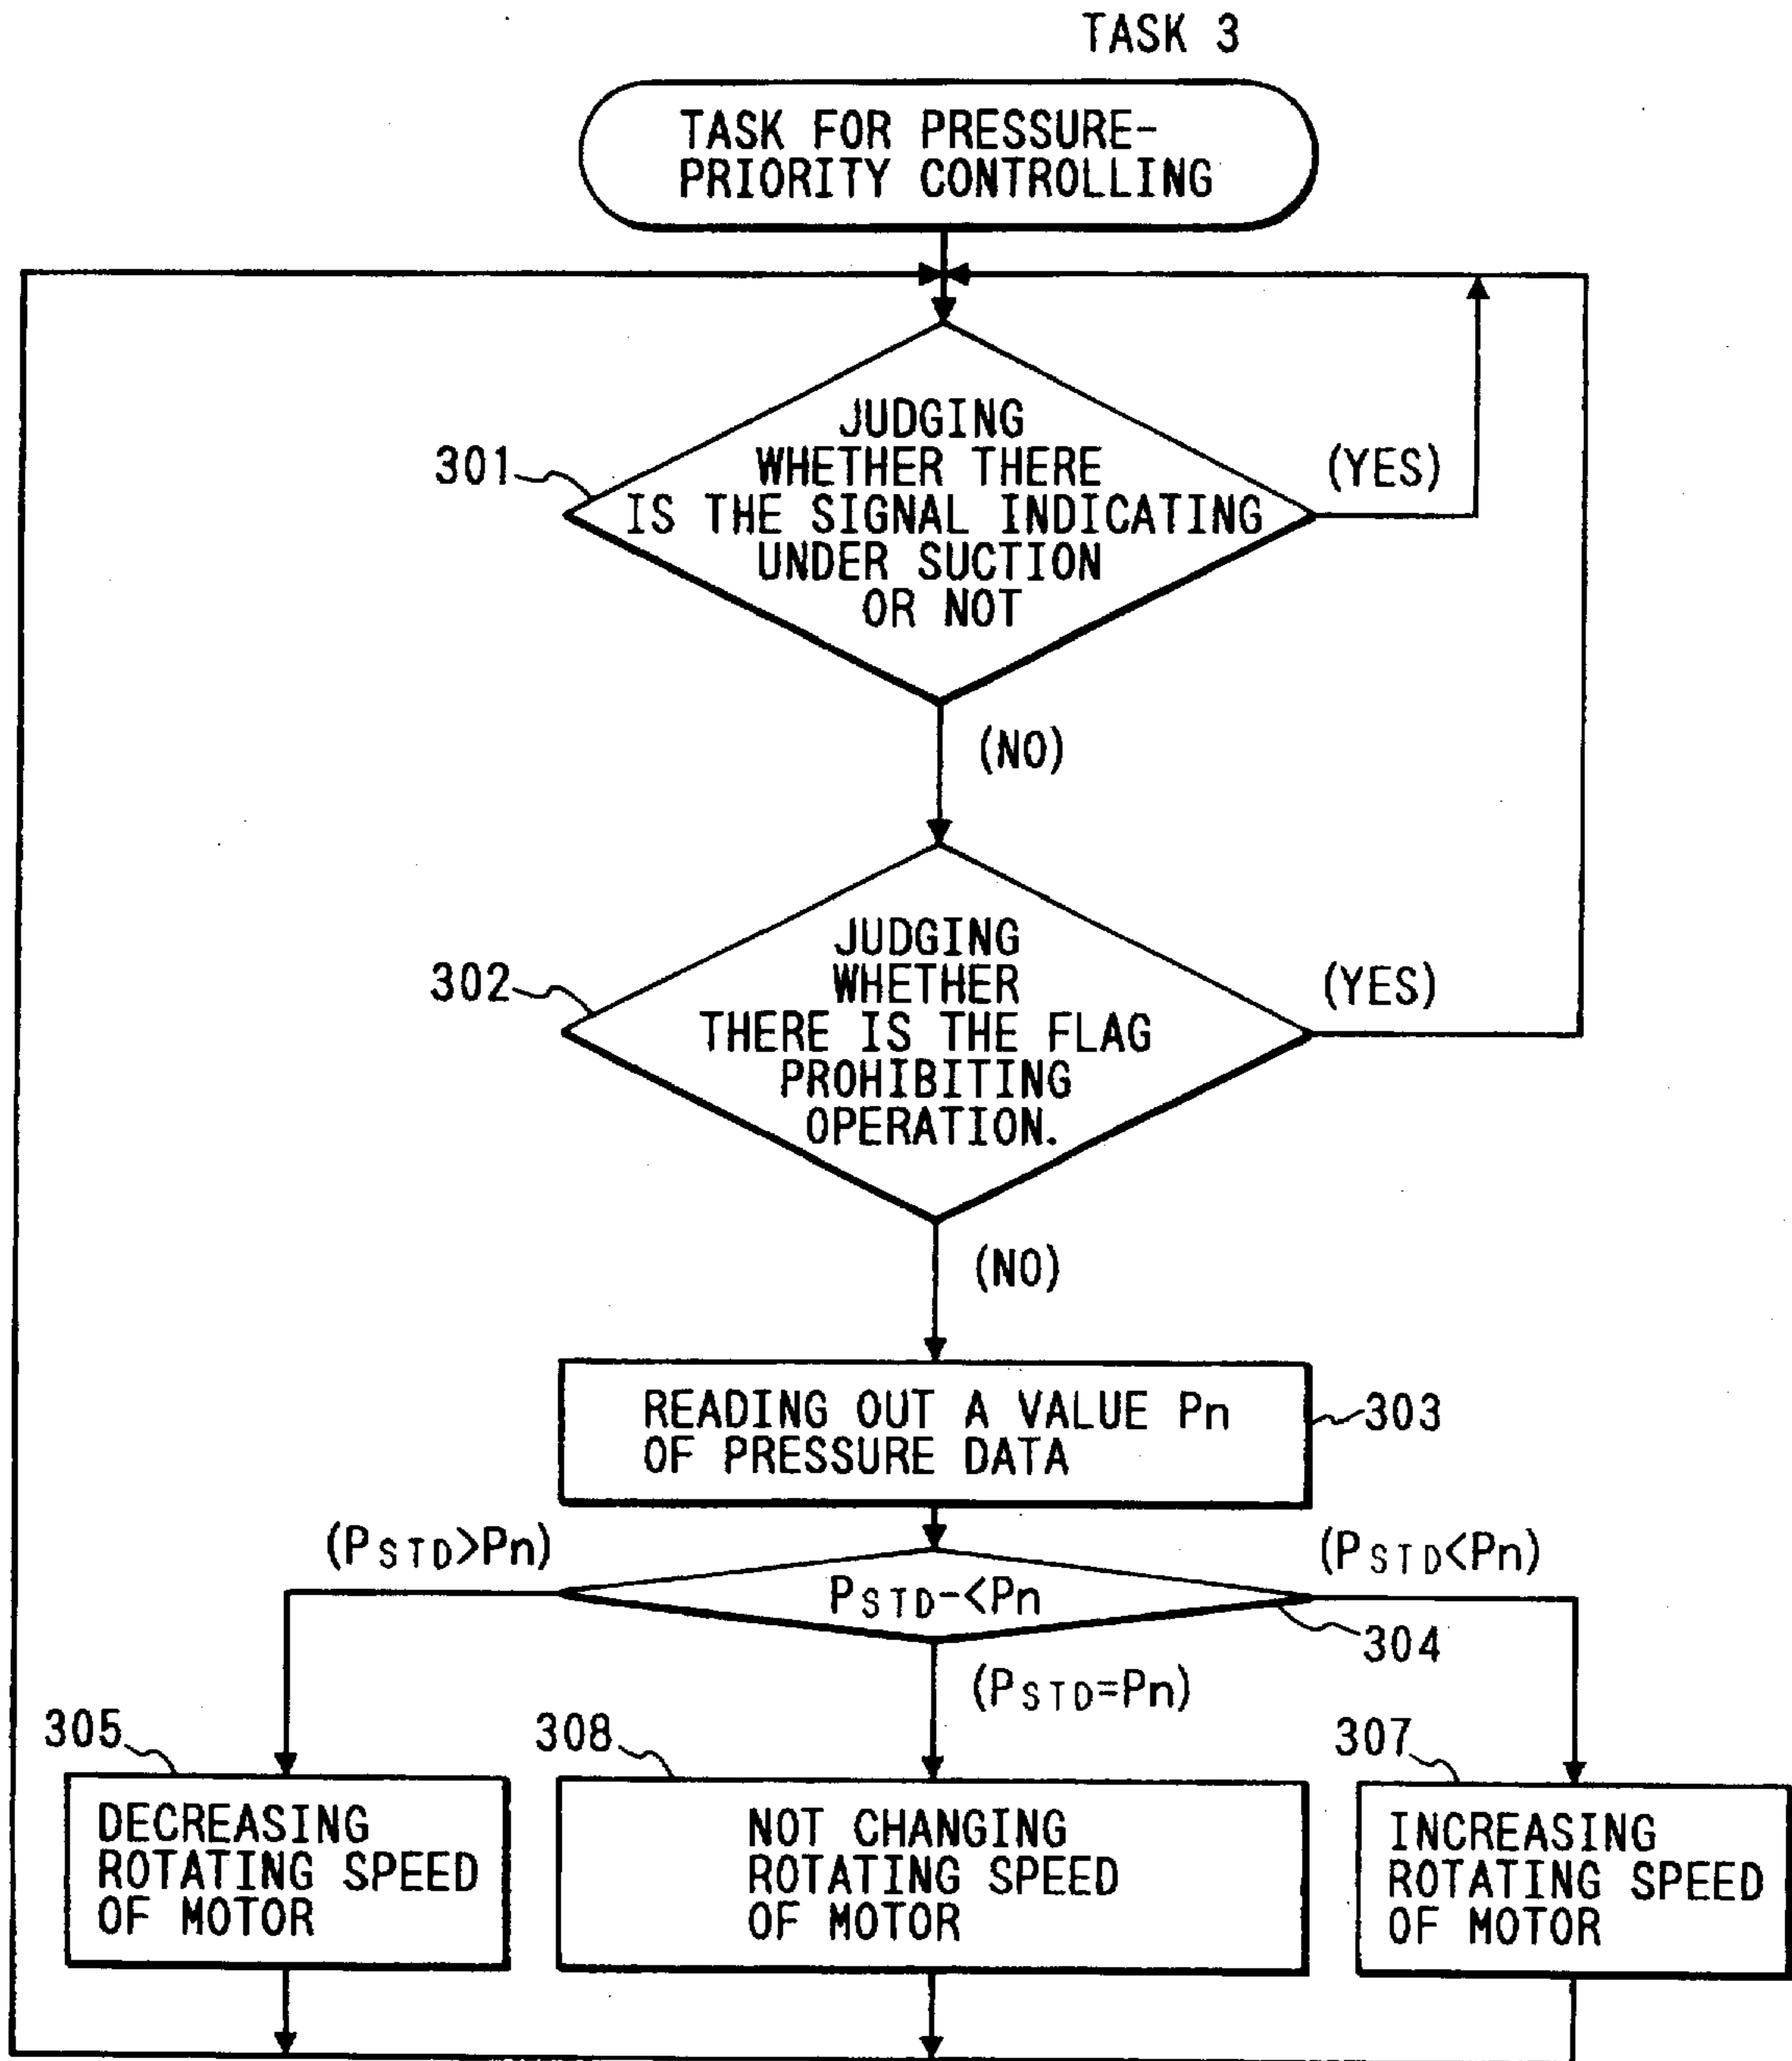 TASK 3
TASK FOR PRESSURE-
PRIORITY CONTROLLING
301
JUDGING
WHETHER THERE
IS THE SIGNAL INDICATING
UNDER SUCTION
OR NOT
(YES)
(NO)
302
JUDGING
WHETHER
THERE IS THE FLAG
PROHIBITING
OPERATION.
(YES)
(NO)
READING OUT A VALUE Pn
OF PRESSURE DATA
303
(PSTD>Pn)
PSTD-<Pn
(PSTD<Pn)
304
(PSTD=Pn)
305
DECREASING
ROTATING SPEED
OF MOTOR
308
NOT CHANGING
ROTATING SPEED
OF MOTOR
307
INCREASING
ROTATING SPEED
OF MOTOR